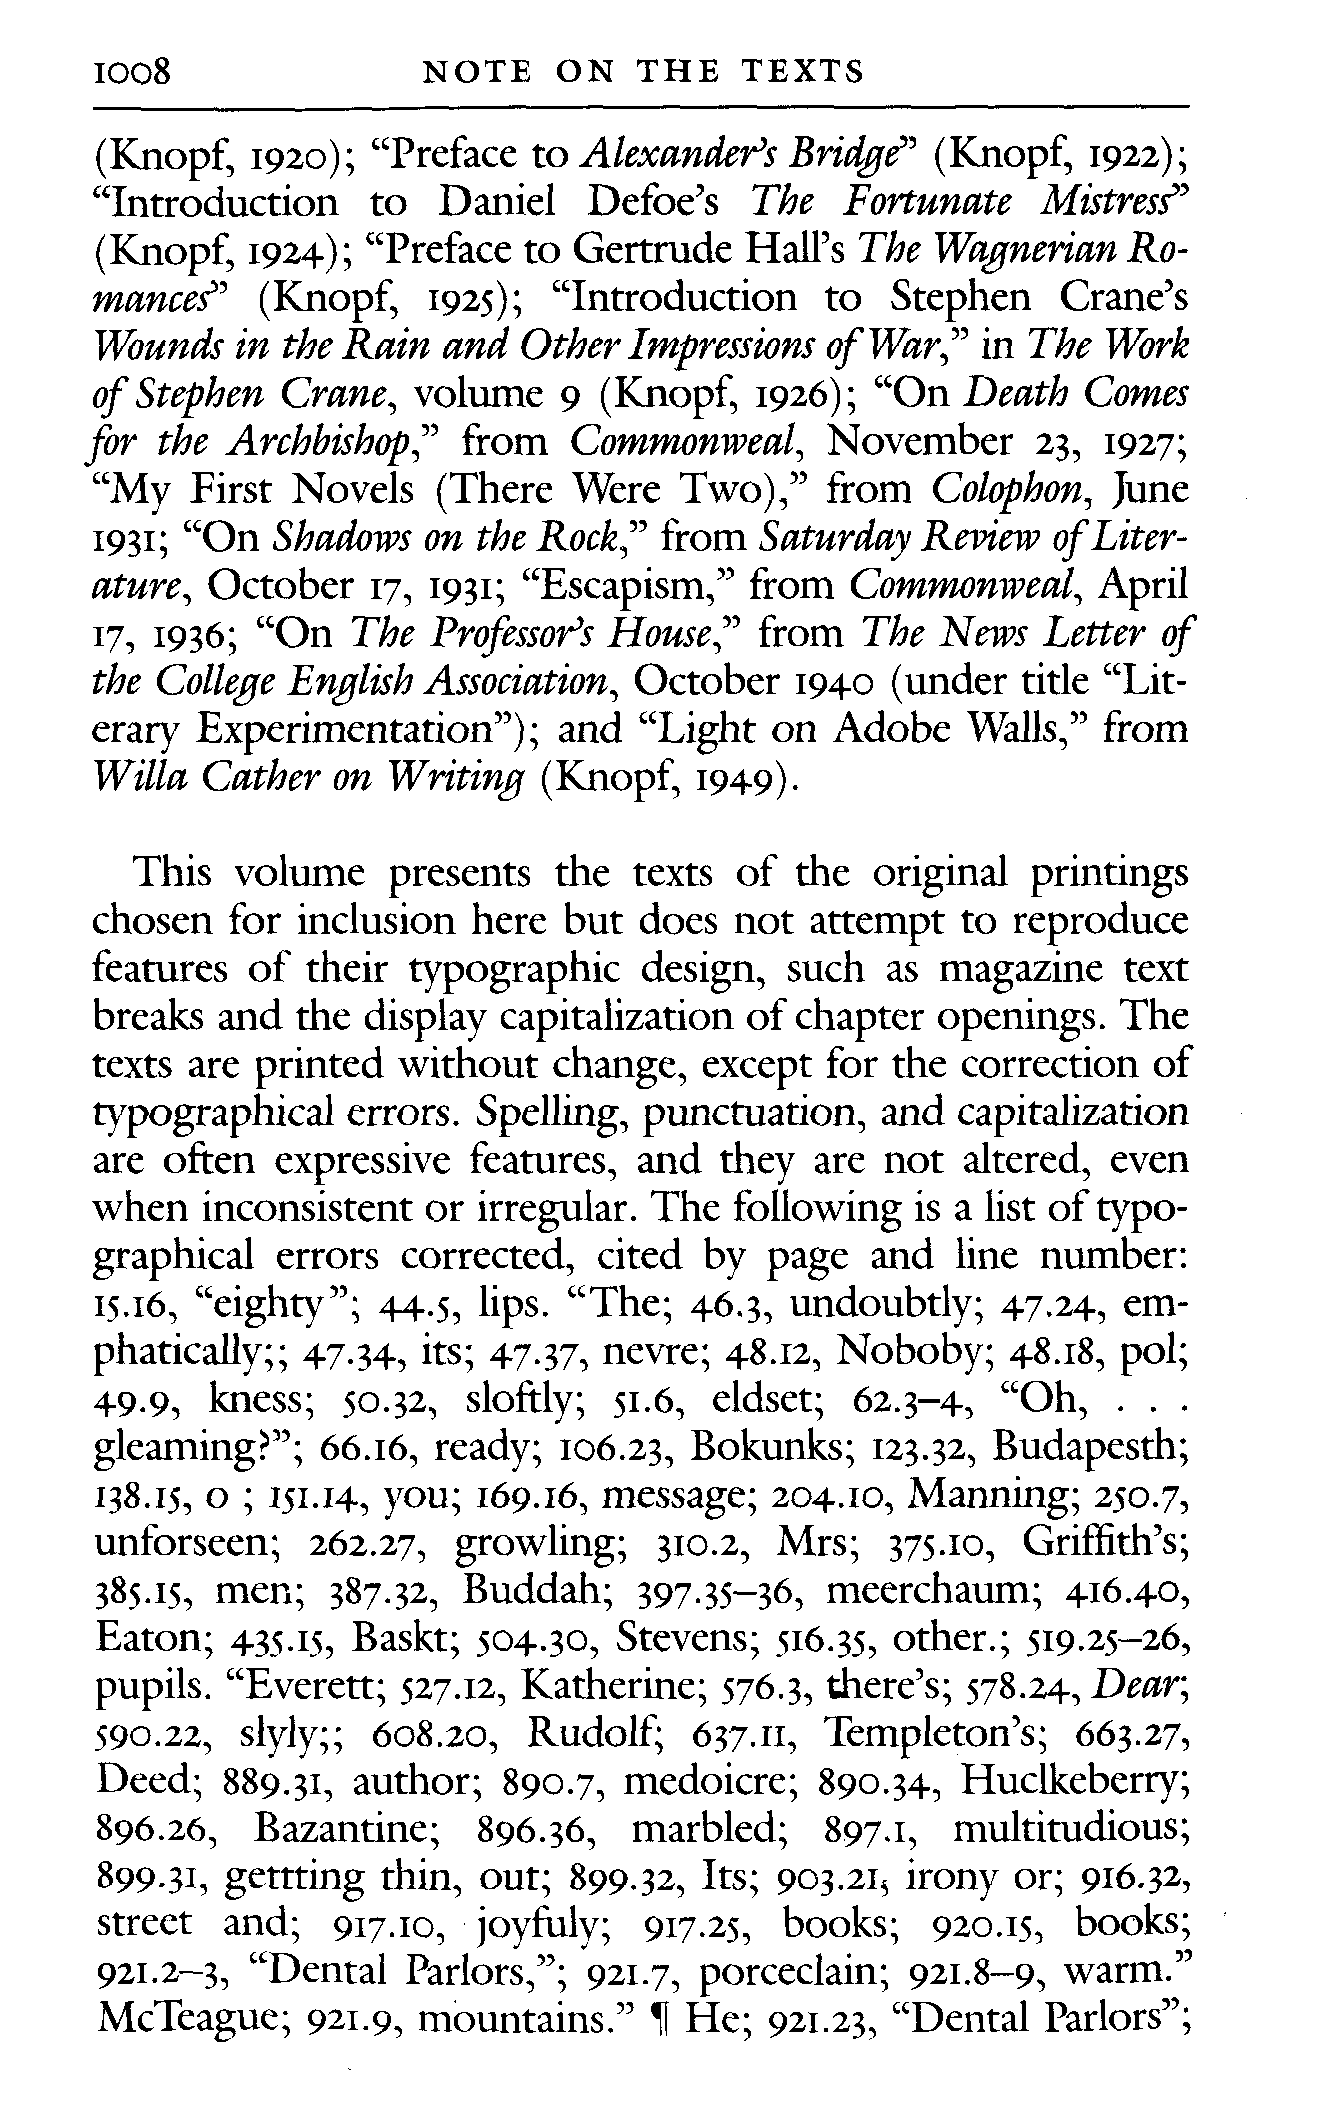 1008 NOTE ON THE TEXTS
(Knopf, 1920); “Preface to Alexander’s Bridge” (Knopf, 1922);
“Introduction to Daniel Defoe’s The Fortunate Mistress”
(Knopf, 1924); “Preface to Gertrude Hall’s The Wagnerian Ro-
mances” (Knopf, 1925); “Introduction to Stephen Crane’s
Wounds in the Rain and Other Impressions of War,” in The Work
of Stephen Crane, volume 9 (Knopf, 1926); “On Death Comes
for the Archbishop,” from Commonweal, November 23, 1927;
“My First Novels (There Were Two),” from Colophon, June
1931; “On Shadows on the Rock,” from Saturday Review of Liter-
ature, October 17, 1931; “Escapism,” from Commonweal, April
17, 1936; “On The Professor’s House,” from The News Letter of
the College English Association, October 1940 (under title “Lit-
erary Experimentation”); and “Light on Adobe Walls,” from
Willa Cather on Writing (Knopf, 1949).
This volume presents the texts of the original printings
chosen for inclusion here but does not attempt to reproduce
features of their typographic design, such as magazine text
breaks and the display capitalization of chapter openings. The
texts are printed without change, except for the correction of
typographical errors. Spelling, punctuation, and capitalization
are often expressive features, and they are not altered, even
when inconsistent or irregular. The following is a list of typo-
graphical errors corrected, cited by page and line number:
15.16, “eighty”; 44.5, lips. “The; 46.3, undoubtly; 47.24, em-
phatically;; 47.34, its; 47.37, nevre; 48.12, Noboby; 48.18, pol;
49.9, kness; 50.32, sloftly; 51.6, eldset; 62.3–4, “Oh, . . .
gleaming?”; 66.16, ready; 106.23, Bokunks; 123.32, Budapesth;
138.15, o ; 151.14, you; 169.16, message; 204.10, Manning; 250.7,
unforseen; 262.27, growling; 310.2, Mrs; 375.10, Griffith’s;
385.15, men; 387.32, Buddah; 397.35–36, meerchaum; 416.40,
Eaton; 435.15, Baskt; 504.30, Stevens; 516.35, other.; 519.25–26,
pupils. “Everett; 527.12, Katherine; 576.3, there’s; 578.24, Dear;
590.22, slyly;; 608.20, Rudolf; 637.11, Templeton’s; 663.27,
Deed; 889.31, author; 890.7, medoicre; 890.34, Huclkeberry;
896.26, Bazantine; 896.36, marbled; 897.1, multitudious;
899.31, gettting thin, out; 899.32, Its; 903.21, irony or; 916.32,
street and; 917.10, joyfuly; 917.25, books; 920.15, books;
921.2–3, “Dental Parlors,”; 921.7, porceclain; 921.8–9, warm.”
McTeague; 921.9, mountains.” ¶ He; 921.23, “Dental Parlors”;